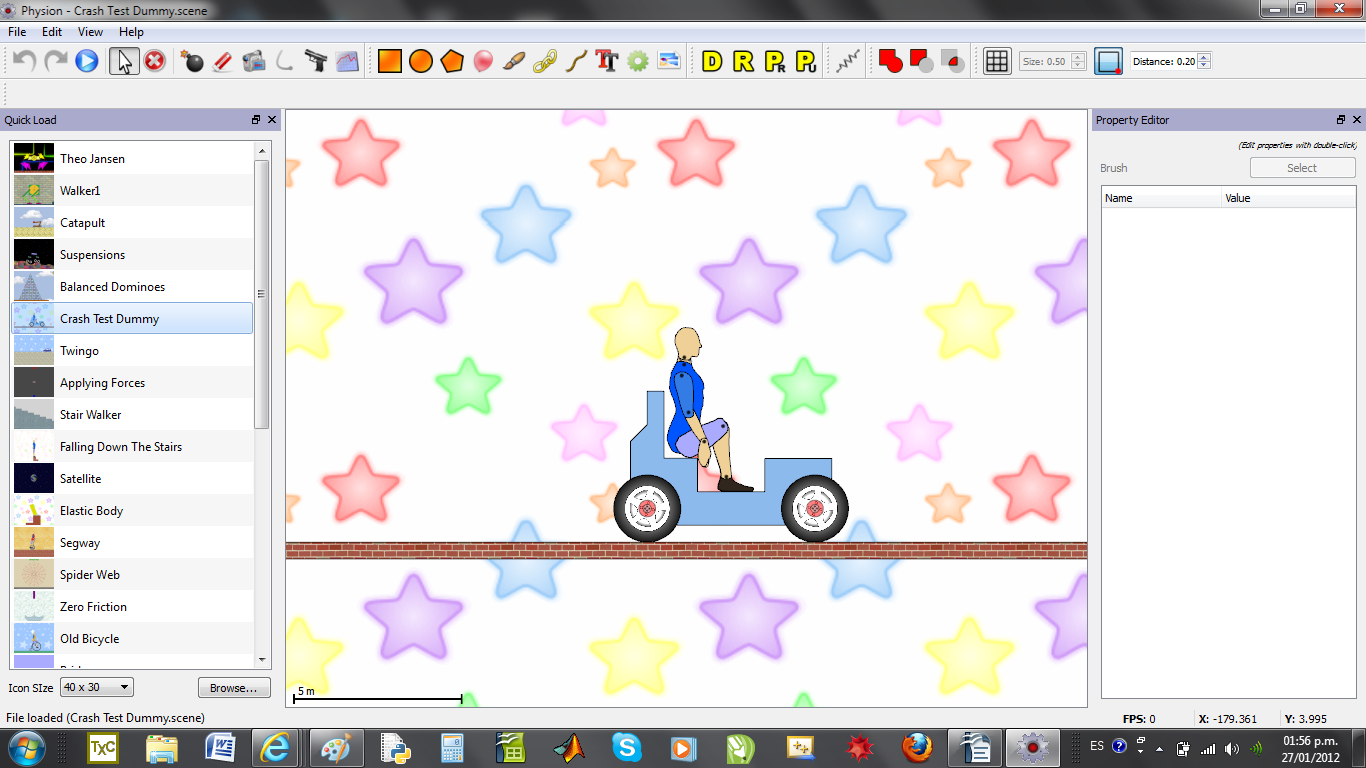 Physion - Crash Test Dummy.scene
File Edit View Help
T T D R P R P U Size: 0.50 Distance: 0.20
Quick Load
Property Editor
(Edit properties with double-click)
Brush Select
Name Value
Theo Jansen
Walker1
Catapult
Suspensions
Balanced Dominoes
Crash Test Dummy
Twingo
Applying Forces
Stair Walker
Falling Down The Stairs
Satellite
Elastic Body
Segway
Spider Web
Zero Friction
Old Bicycle
Icon SIze 40 x 30 Browse...
5 m
File loaded (Crash Test Dummy.scene)
FPS: 0 X: -179.361 Y: 3.995
TxC W ES 01:56 p.m.
27/01/2012